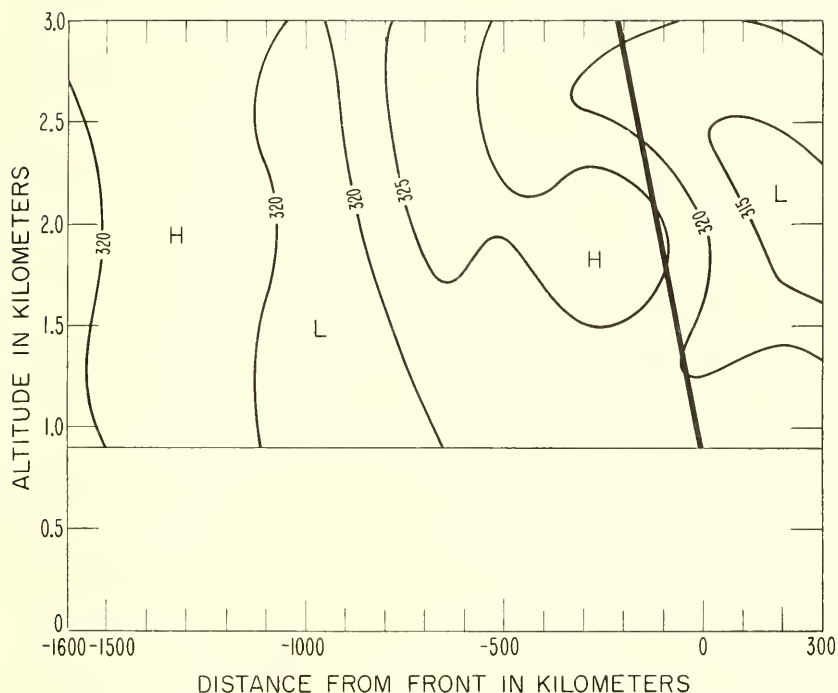 3.0
2.5
2.0
1.5
1.0
0.5
0
ALTITUDE IN KILOMETERS
320
H
320
L
320
325
H
320
315
L
-1600 -1500 -1000 -500 0 300
DISTANCE FROM FRONT IN KILOMETERS